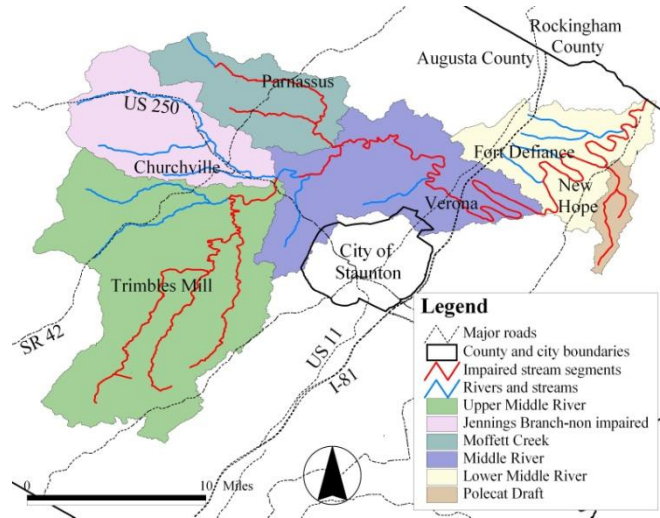 Rockingham
County
Augusta County
Parnassus
US 250
Fort Defiance
Churchville
New
Hope
Verona
City of
Staunton
Trimbles Mill
SR 42
US 11
I-81
Legend
Major roads
County and city boundaries
Impaired stream segments
Rivers and streams
Upper Middle River
Jennings Branch-non impaired
Moffett Creek
Middle River
Lower Middle River
Polecat Draft
0 10 Miles